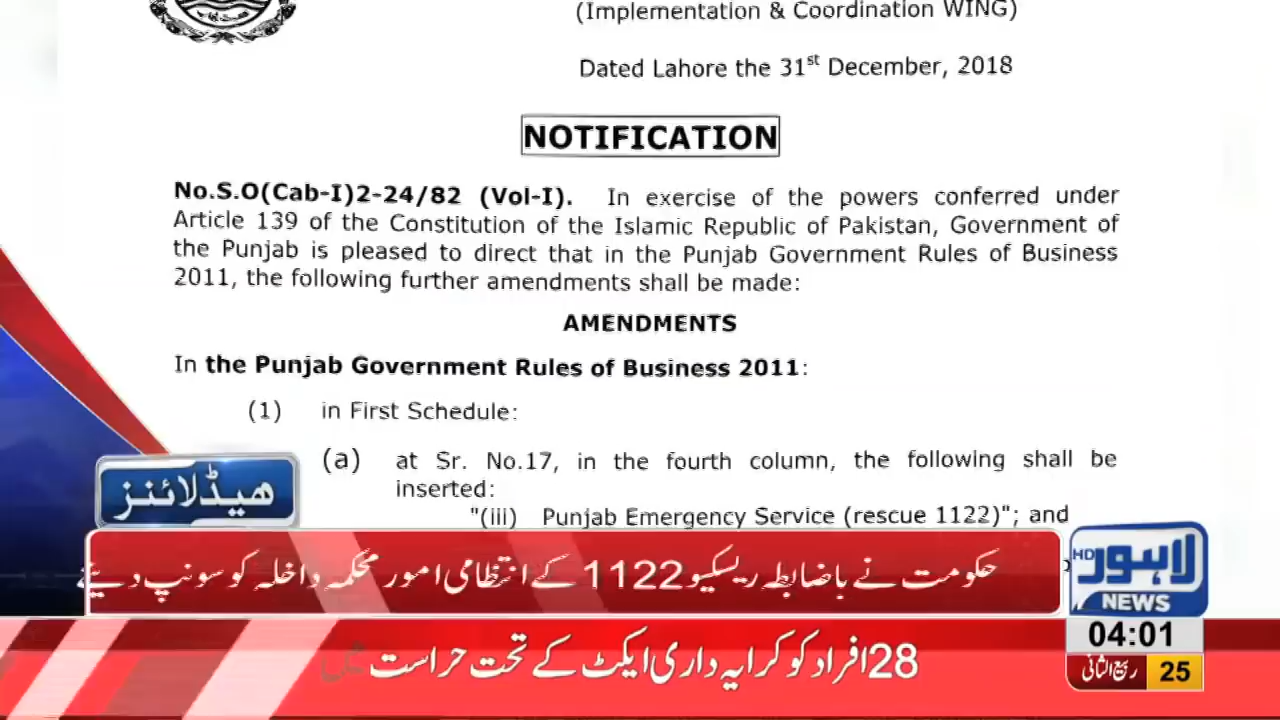 (Implementation & Coordination WING)
Dated Lahore the 31st December, 2018
NOTIFICATION
No.S.O(Cab-I)2-24/82 (Vol-I). In exercise of the powers conferred under
Article 139 of the Constitution of the Islamic Republic of Pakistan, Government of
the Punjab is pleased to direct that in the Punjab Government Rules of Business
2011, the following further amendments shall be made:
AMENDMENTS
In the Punjab Government Rules of Business 2011:
(1) in First Schedule:
(a) at Sr. No.17, in the fourth column, the following shall be
inserted:
"(iii) Punjab Emergency Service (rescue 1122)"; and
ھیڈلائنز
حکومت نے باضابطہ ریسکیو 1122 کے انتظامی امور محکمہ داخلہ کو سونپ دیئے
لاہور HD
NEWS
04:01
28 افراد کو کرایہ داری ایکٹ کے تحت حراست میں
ربیع الثانی 25